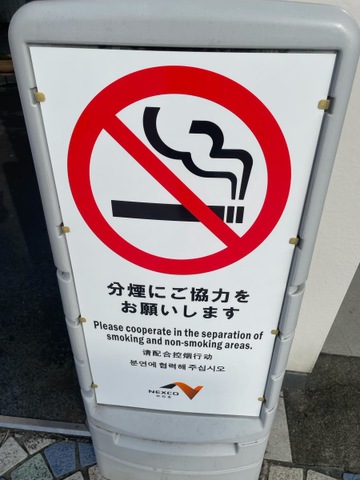 分煙にご協力を
お願いします
Please cooperate in the separation of
smoking and non-smoking areas.
请配合控烟行动
분연에 협력해 주십시오
NEXCO